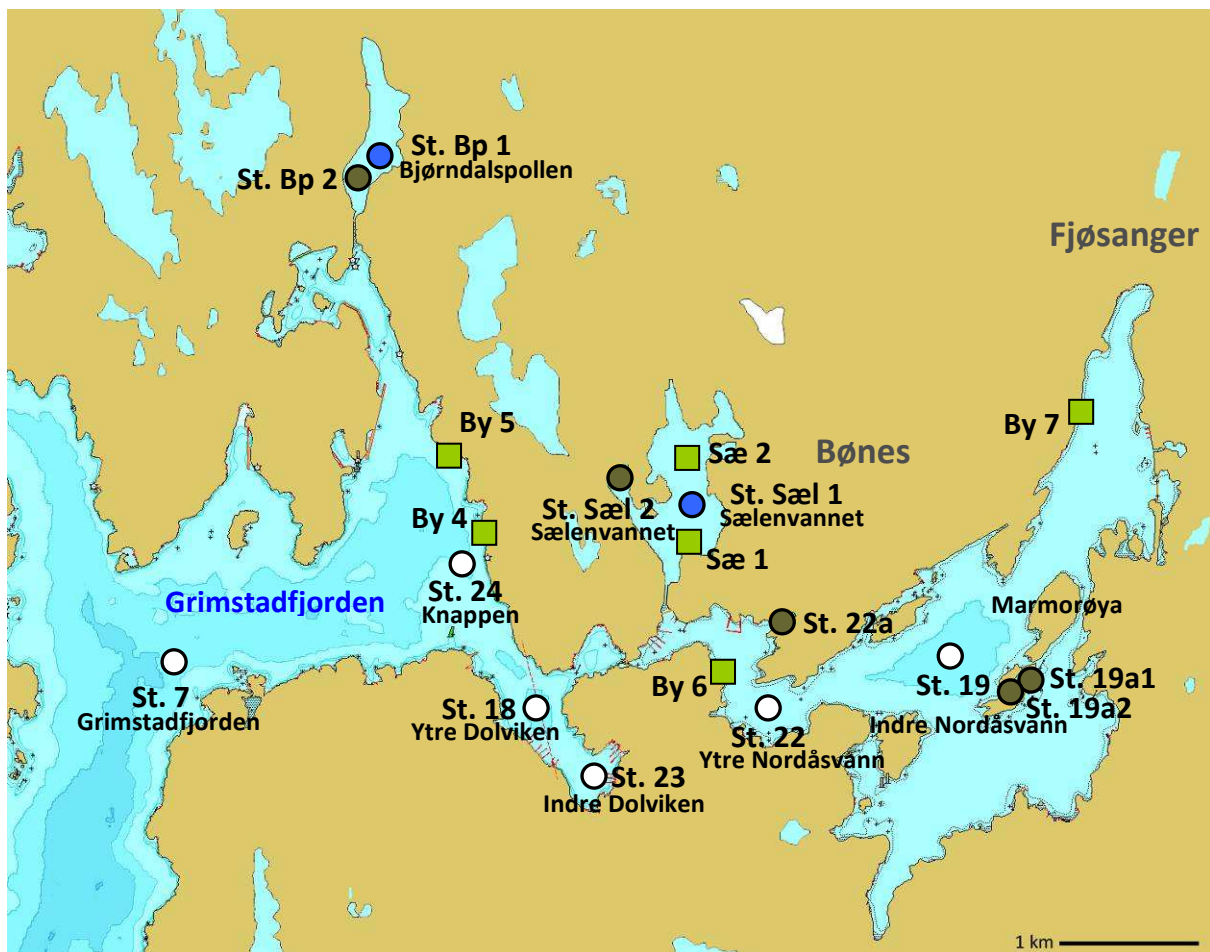 St. Bp 1
Bjørndalspollen
St. Bp 2
Fjøsanger
By 5
By 7
Sæ 2
Bønes
St. Sæl 2
Sælenvannet
St. Sæl 1
Sælenvannet
By 4
Sæ 1
St. 24
Knappen
Grimstadfjorden
Marmorøya
St. 22a
St. 7
Grimstadfjorden
By 6
St. 19
St. 19a1
St. 19a2
Indre Nordåsvann
St. 18
Ytre Dolviken
St. 22
Ytre Nordåsvann
St. 23
Indre Dolviken
1 km